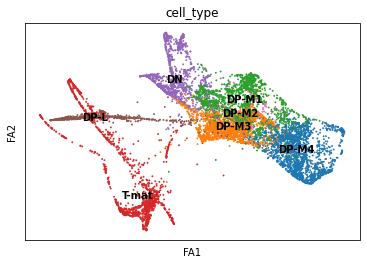 cell_type
DN
DP-M1
DP-L
DP-M2
DP-M3
DP-M4
T-mat
FA2
FA1